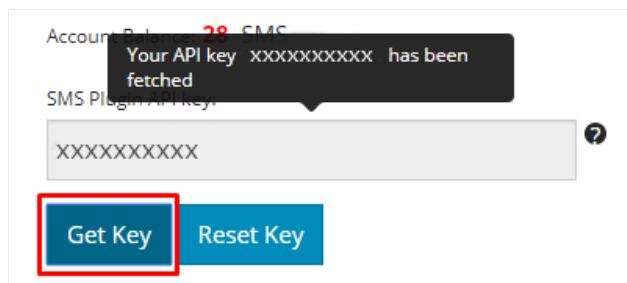 Account Balance: 28 SMS
Your API key xxxxxxxxxx has been
fetched
SMS Plugin API key:
xxxxxxxxxx
?
Get Key
Reset Key